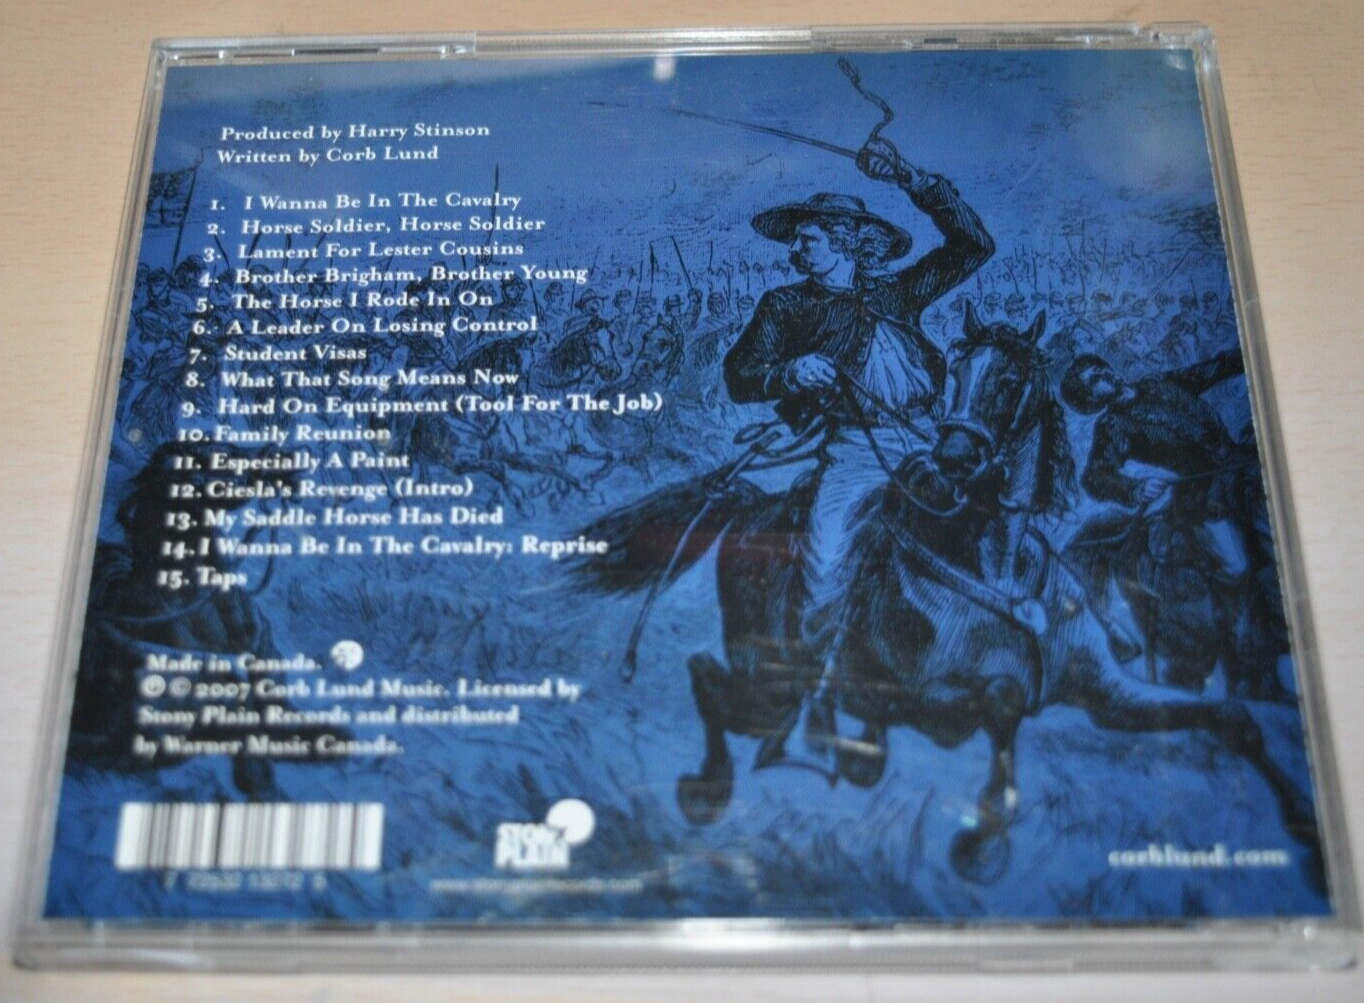 Produced by Harry Stinson
Written by Corb Lund
1. I Wanna Be In The Cavalry
2. Horse Soldier, Horse Soldier
3. Lament For Lester Cousins
4. Brother Brigham, Brother Young
5. The Horse I Rode In On
6. A Leader On Losing Control
7. Student Visas
8. What That Song Means Now
9. Hard On Equipment (Tool For The Job)
10. Family Reunion
11. Especially A Paint
12. Ciesla's Revenge (Intro)
13. My Saddle Horse Has Died
14. I Wanna Be In The Cavalry: Reprise
15. Taps
Made in Canada.
℗ © 2007 Corb Lund Music. Licensed by
Stony Plain Records and distributed
by Warner Music Canada.
STONY
PLAIN
corblund.com